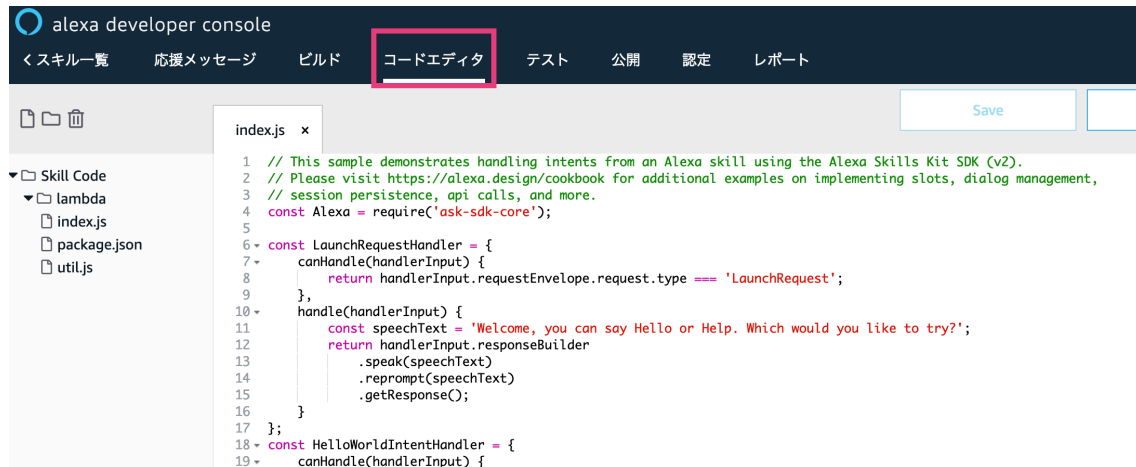 alexa developer console
く スキル一覧 応援メッセージ ビルド コードエディタ テスト 公開 認定 レポート
Save
index.js ×
Skill Code
lambda
index.js
package.json
util.js
1 // This sample demonstrates handling intents from an Alexa skill using the Alexa Skills Kit SDK (v2).
2 // Please visit https://alexa.design/cookbook for additional examples on implementing slots, dialog management,
3 // session persistence, api calls, and more.
4 const Alexa = require('ask-sdk-core');
5
6 const LaunchRequestHandler = {
7 canHandle(handlerInput) {
8 return handlerInput.requestEnvelope.request.type === 'LaunchRequest';
9 },
10 handle(handlerInput) {
11 const speechText = 'Welcome, you can say Hello or Help. Which would you like to try?';
12 return handlerInput.responseBuilder
13 .speak(speechText)
14 .reprompt(speechText)
15 .getResponse();
16 }
17 };
18 const HelloWorldIntentHandler = {
19 canHandle(handlerInput) {